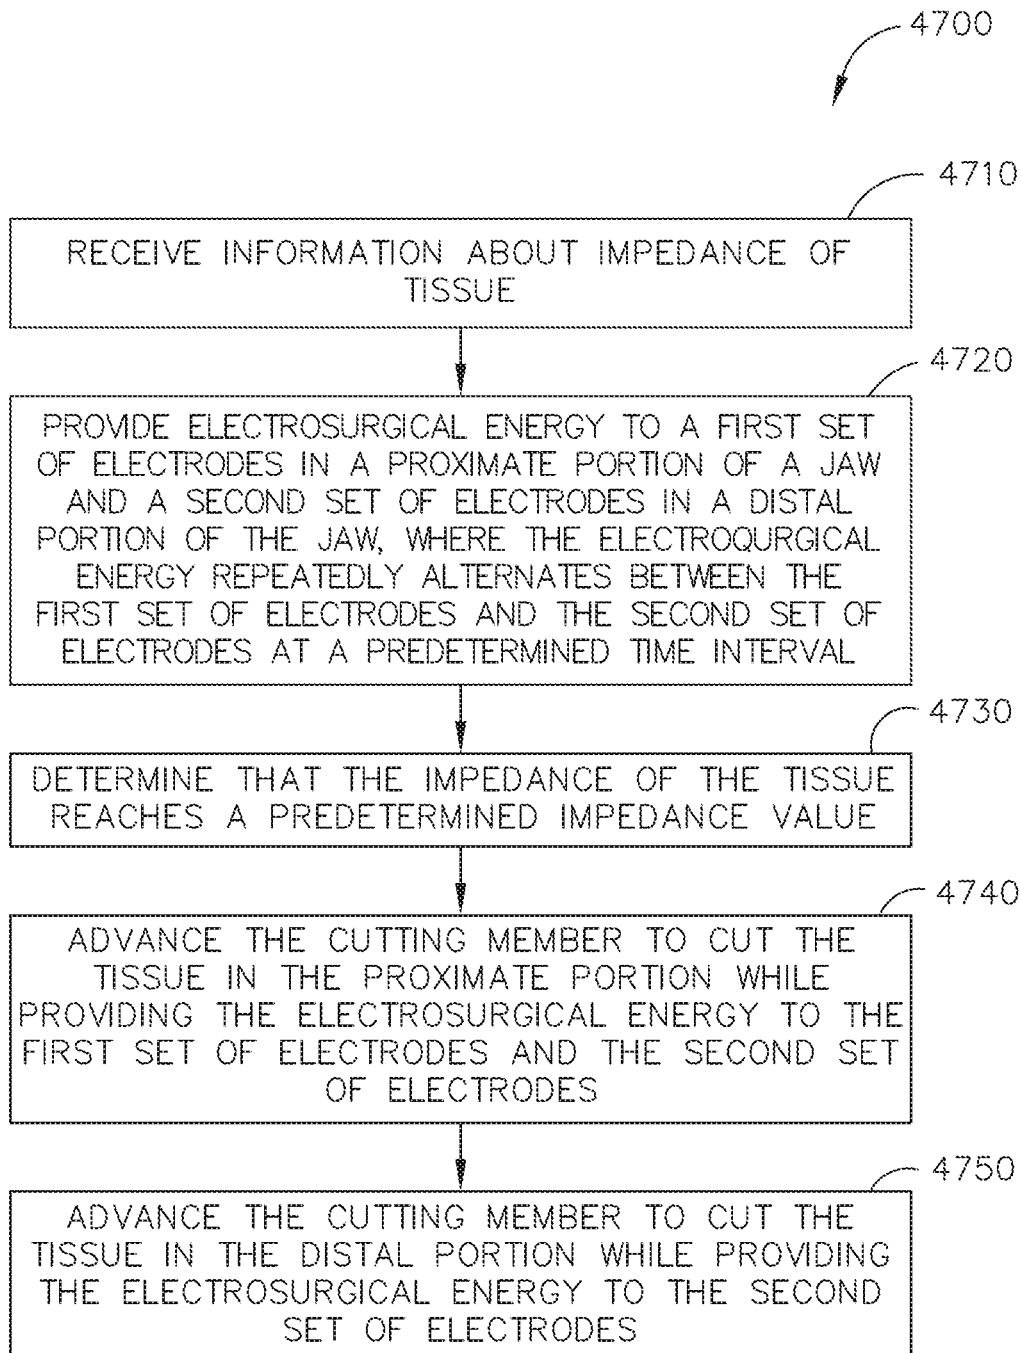 4700
4710
RECEIVE INFORMATION ABOUT IMPEDANCE OF
TISSUE
4720
PROVIDE ELECTROSURGICAL ENERGY TO A FIRST SET
OF ELECTRODES IN A PROXIMATE PORTION OF A JAW
AND A SECOND SET OF ELECTRODES IN A DISTAL
PORTION OF THE JAW, WHERE THE ELECTROQURGICAL
ENERGY REPEATEDLY ALTERNATES BETWEEN THE
FIRST SET OF ELECTRODES AND THE SECOND SET OF
ELECTRODES AT A PREDETERMINED TIME INTERVAL
4730
DETERMINE THAT THE IMPEDANCE OF THE TISSUE
REACHES A PREDETERMINED IMPEDANCE VALUE
4740
ADVANCE THE CUTTING MEMBER TO CUT THE
TISSUE IN THE PROXIMATE PORTION WHILE
PROVIDING THE ELECTROSURGICAL ENERGY TO THE
FIRST SET OF ELECTRODES AND THE SECOND SET
OF ELECTRODES
4750
ADVANCE THE CUTTING MEMBER TO CUT THE
TISSUE IN THE DISTAL PORTION WHILE PROVIDING
THE ELECTROSURGICAL ENERGY TO THE SECOND
SET OF ELECTRODES